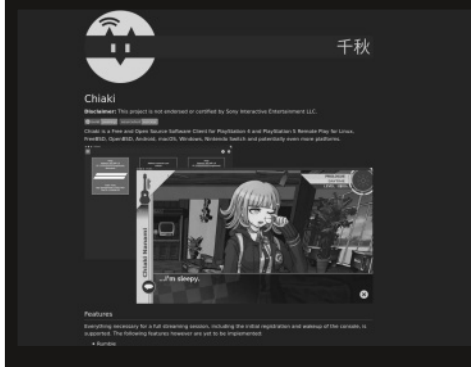 千秋
Chiaki
Disclaimer: This project is not endorsed or certified by Sony Interactive Entertainment LLC.
Chiaki is a Free and Open Source Software Client for PlayStation 4 and PlayStation 5 Remote Play for Linux,
FreeBSD, OpenBSD, Android, macOS, Windows, Nintendo Switch and potentially even more platforms.
PROLOGUE
Chiaki Nanami
...I'm sleepy.
Features
Everything necessary for a full streaming session, including the initial registration and wakeup of the console, is
supported. The following features however are yet to be implemented:
• Rumble